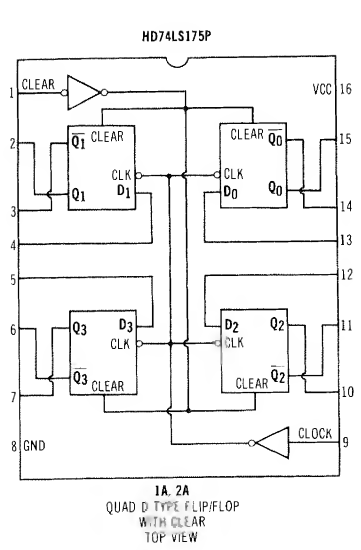 HD74LS175P
1 CLEAR VCC 16
CLEAR CLEAR
2 Q̅1 Q̅0 15
CLK CLK
Q1 D1 D0 Q0
3 14
4 13
5 12
6 Q3 D3 D2 Q2 11
CLK CLK
Q̅3 CLEAR CLEAR Q̅2
7 10
CLOCK
8 GND 9
1A, 2A
QUAD D TYPE FLIP/FLOP
WITH CLEAR
TOP VIEW